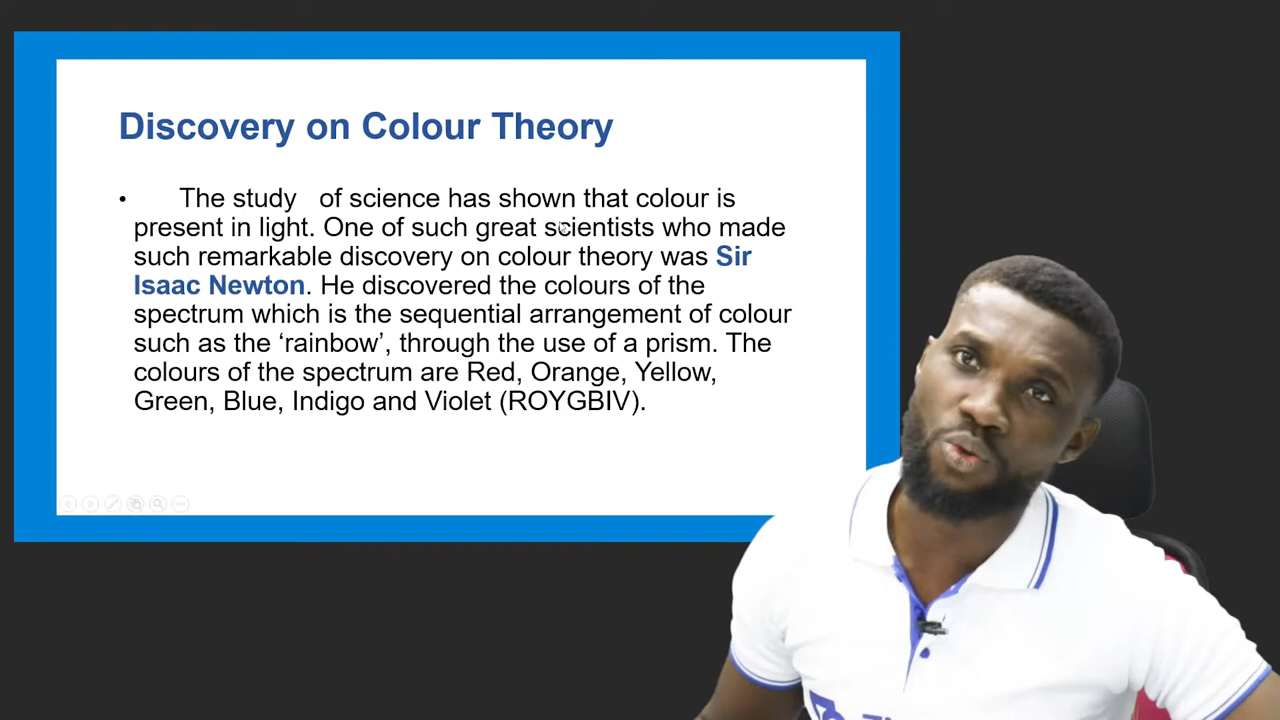 Discovery on Colour Theory
• The study of science has shown that colour is
present in light. One of such great scientists who made
such remarkable discovery on colour theory was Sir
Isaac Newton. He discovered the colours of the
spectrum which is the sequential arrangement of colour
such as the ‘rainbow’, through the use of a prism. The
colours of the spectrum are Red, Orange, Yellow,
Green, Blue, Indigo and Violet (ROYGBIV).